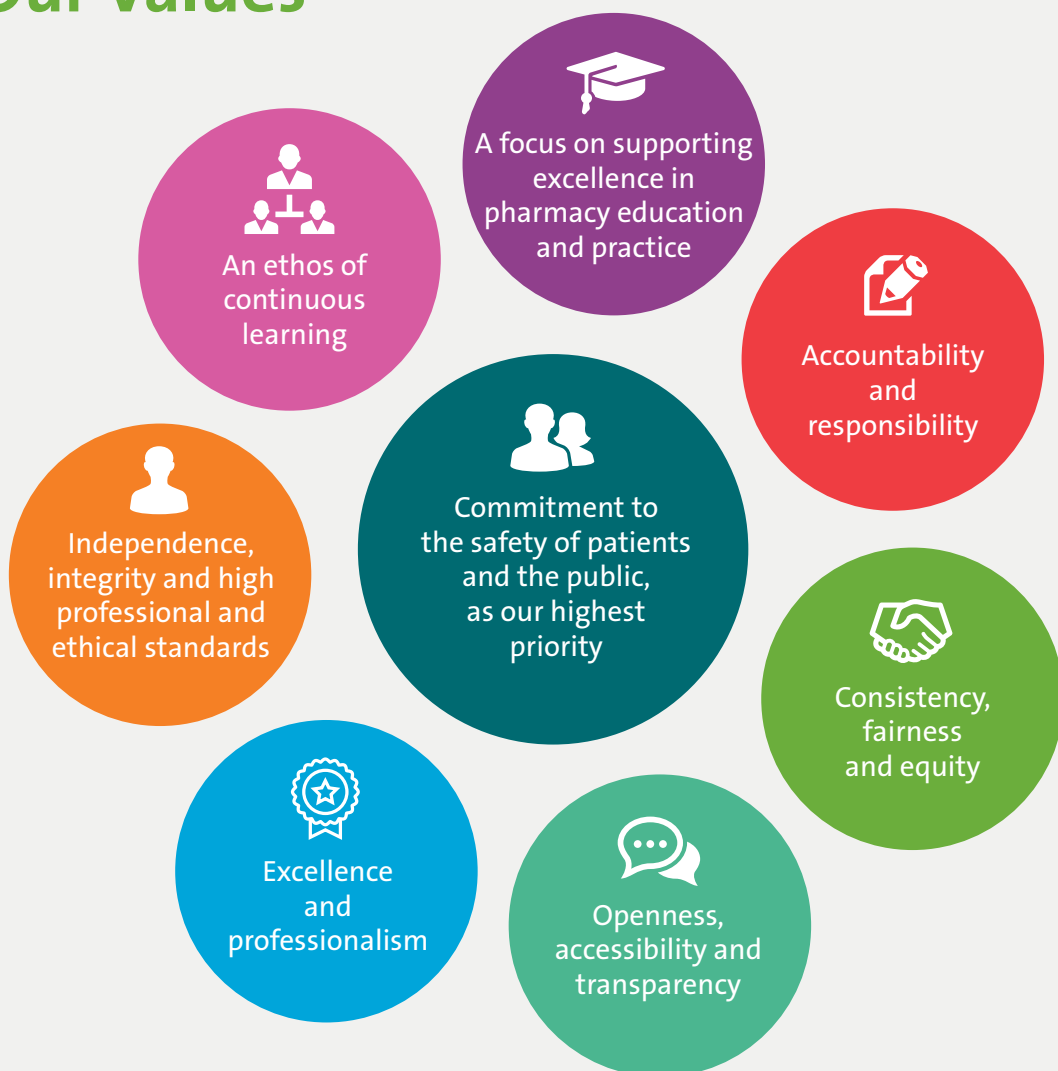 Our Values
A focus on supporting
excellence in
pharmacy education
and practice
An ethos of
continuous
learning
Accountability
and
responsibility
Commitment to
the safety of patients
and the public,
as our highest
priority
Independence,
integrity and high
professional and
ethical standards
Consistency,
fairness
and equity
Excellence
and
professionalism
Openness,
accessibility and
transparency